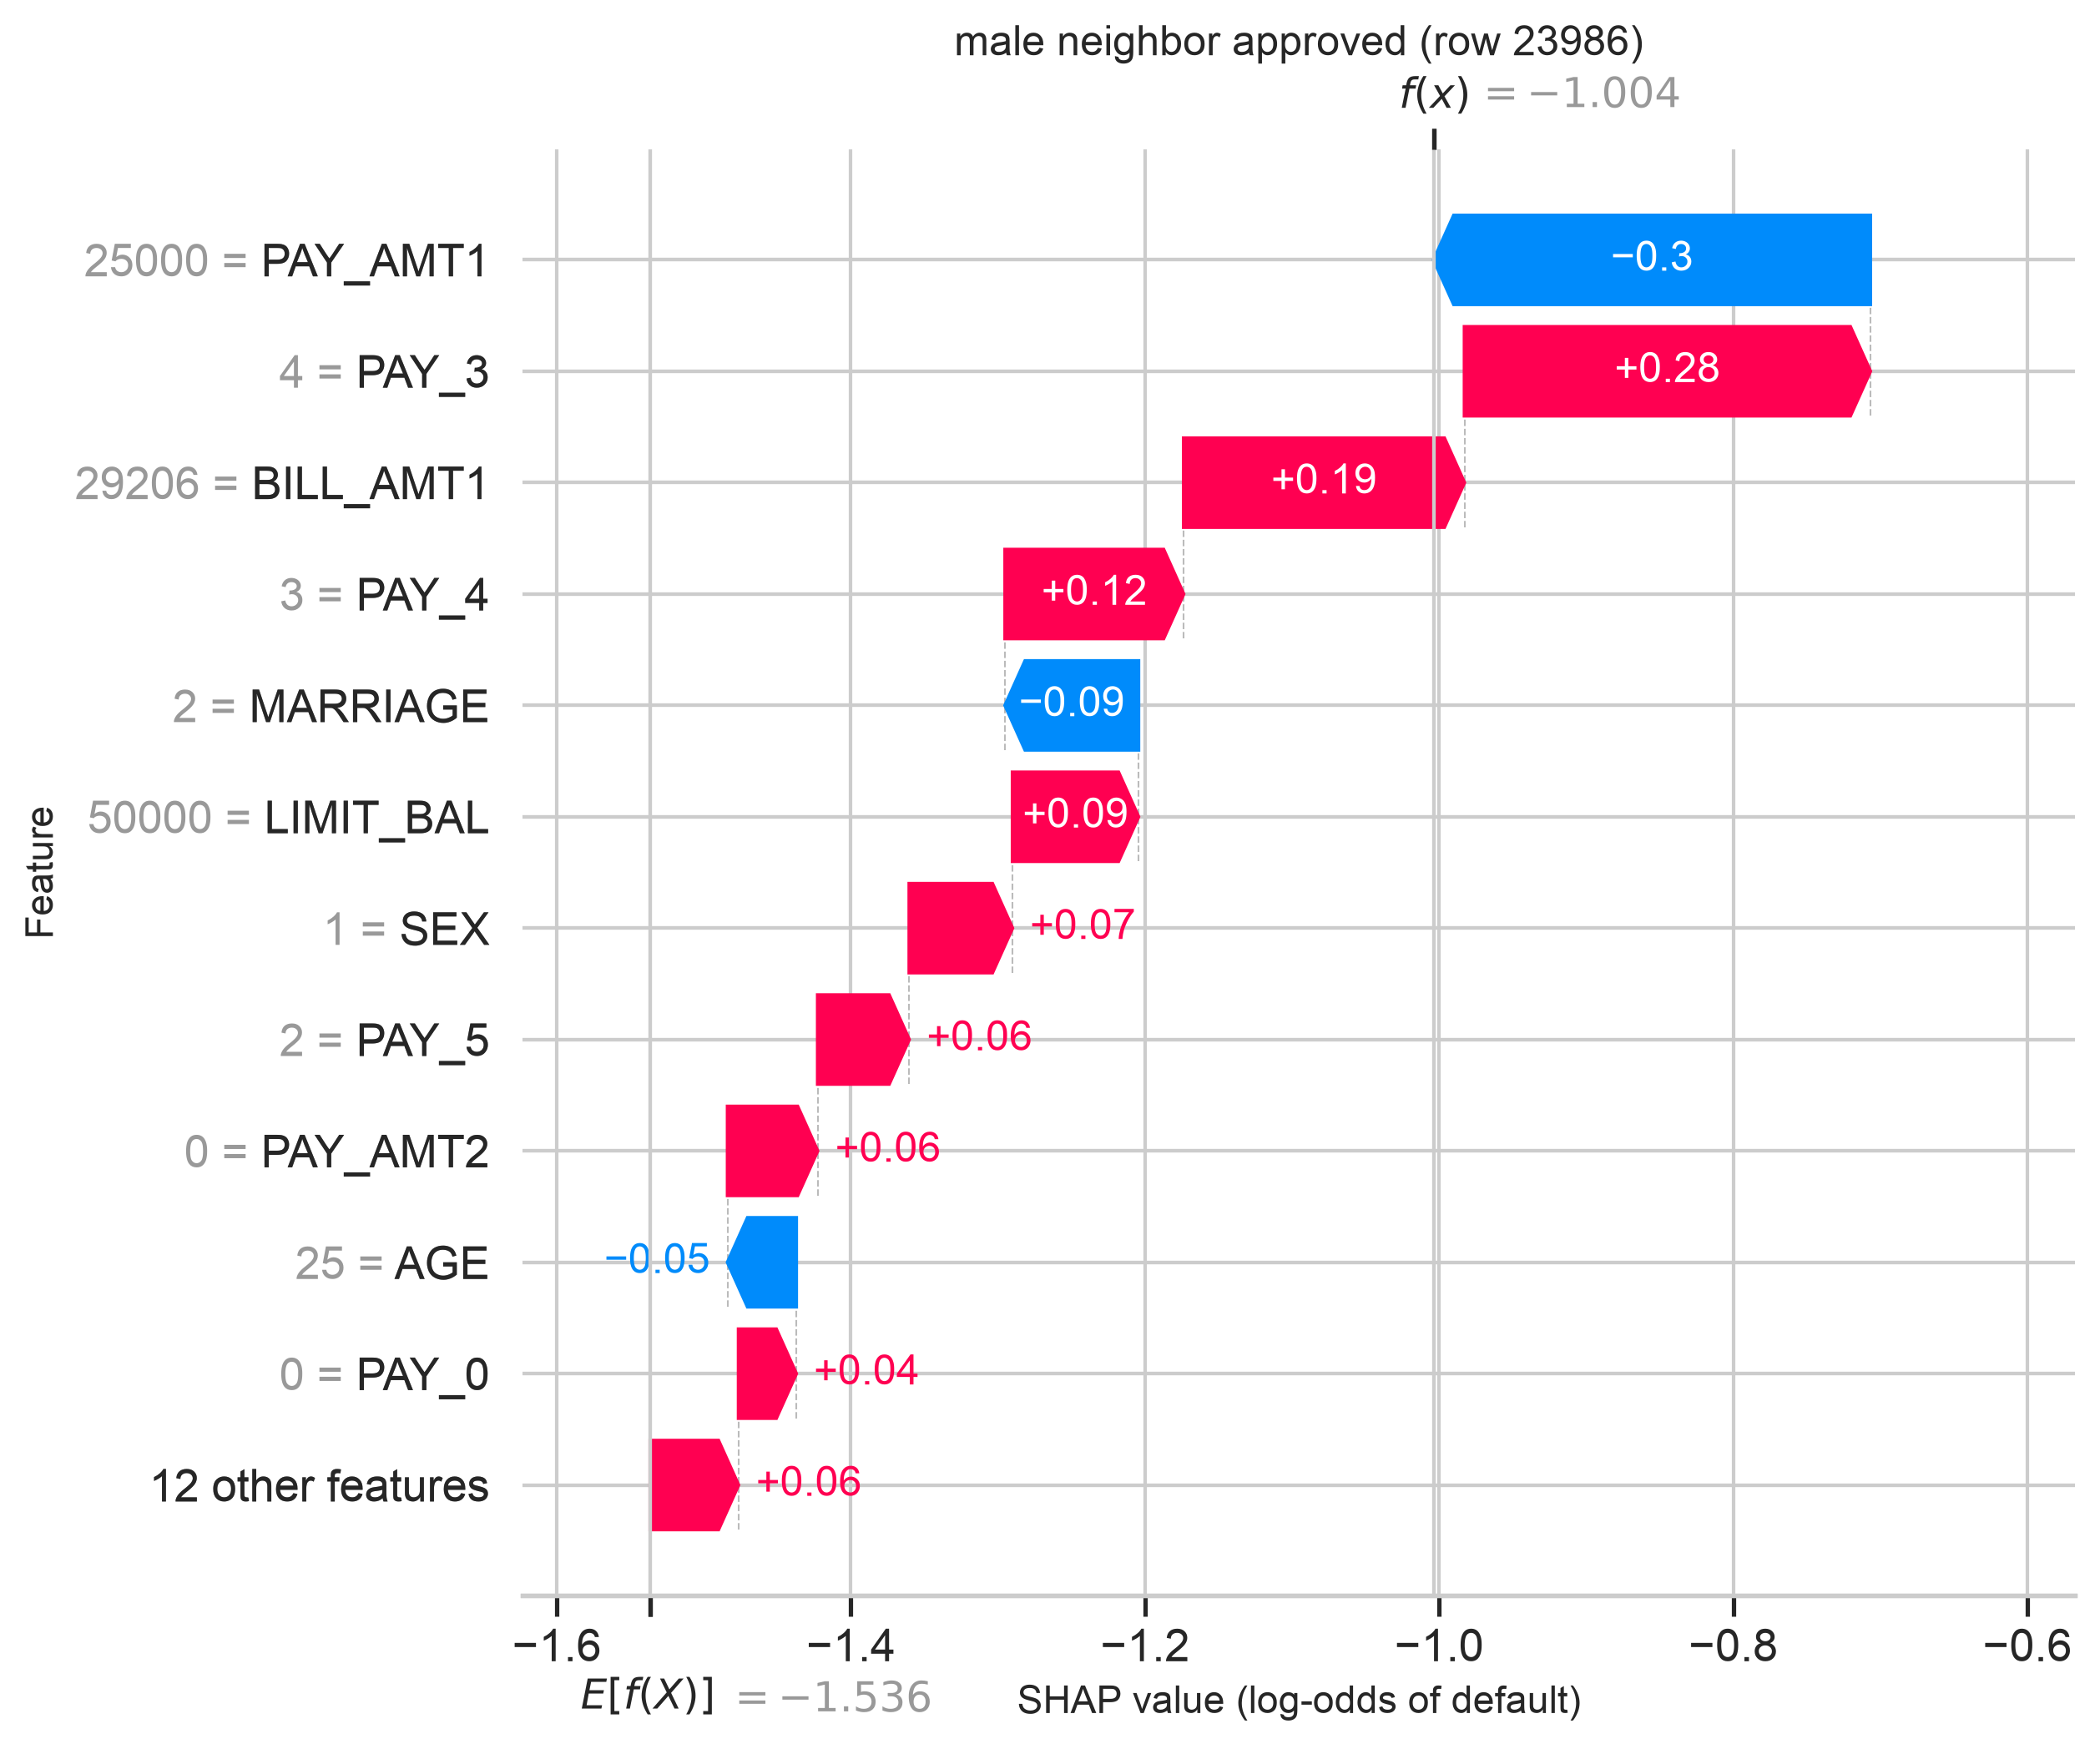 male neighbor approved (row 23986)
f(x) = −1.004
25000 = PAY_AMT1
−0.3
4 = PAY_3
+0.28
29206 = BILL_AMT1
+0.19
3 = PAY_4
+0.12
2 = MARRIAGE
−0.09
50000 = LIMIT_BAL
+0.09
1 = SEX
+0.07
2 = PAY_5
+0.06
0 = PAY_AMT2
+0.06
25 = AGE
−0.05
0 = PAY_0
+0.04
12 other features
+0.06
Feature
−1.6 −1.4 −1.2 −1.0 −0.8 −0.6
E[f(X)] = −1.536
SHAP value (log-odds of default)